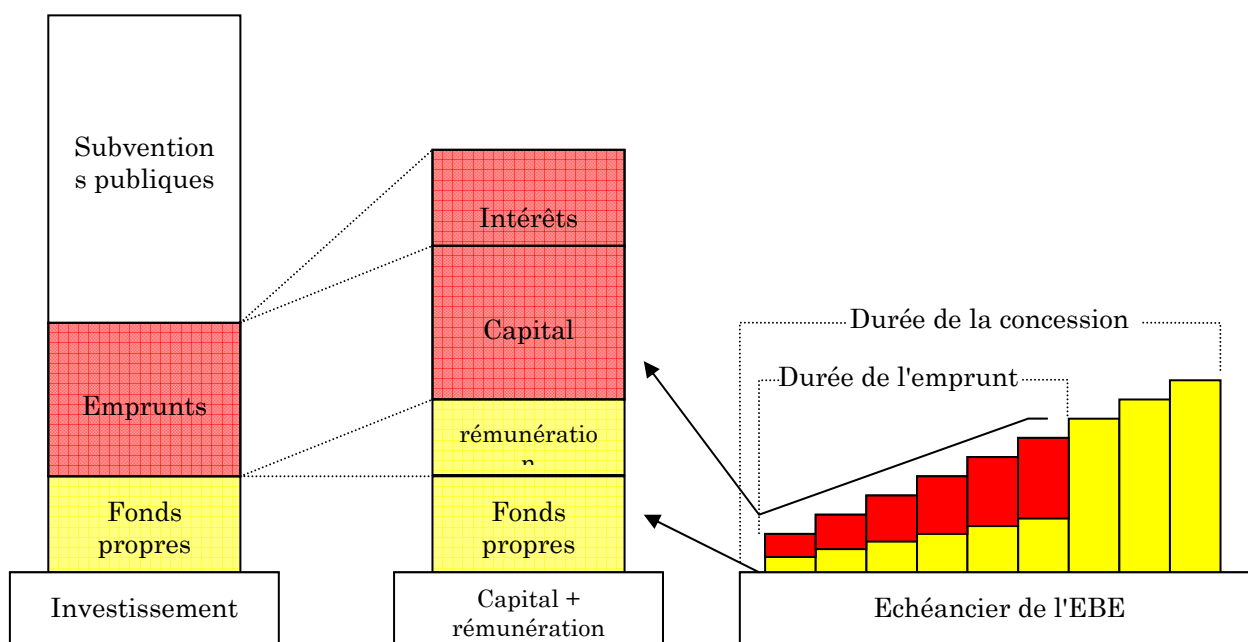 Subvention
s publiques
Emprunts
Fonds
propres
Investissement
Intérêts
Capital
rémunératio
n
Fonds
propres
Capital +
rémunération
Durée de la concession
Durée de l'emprunt
Echéancier de l'EBE